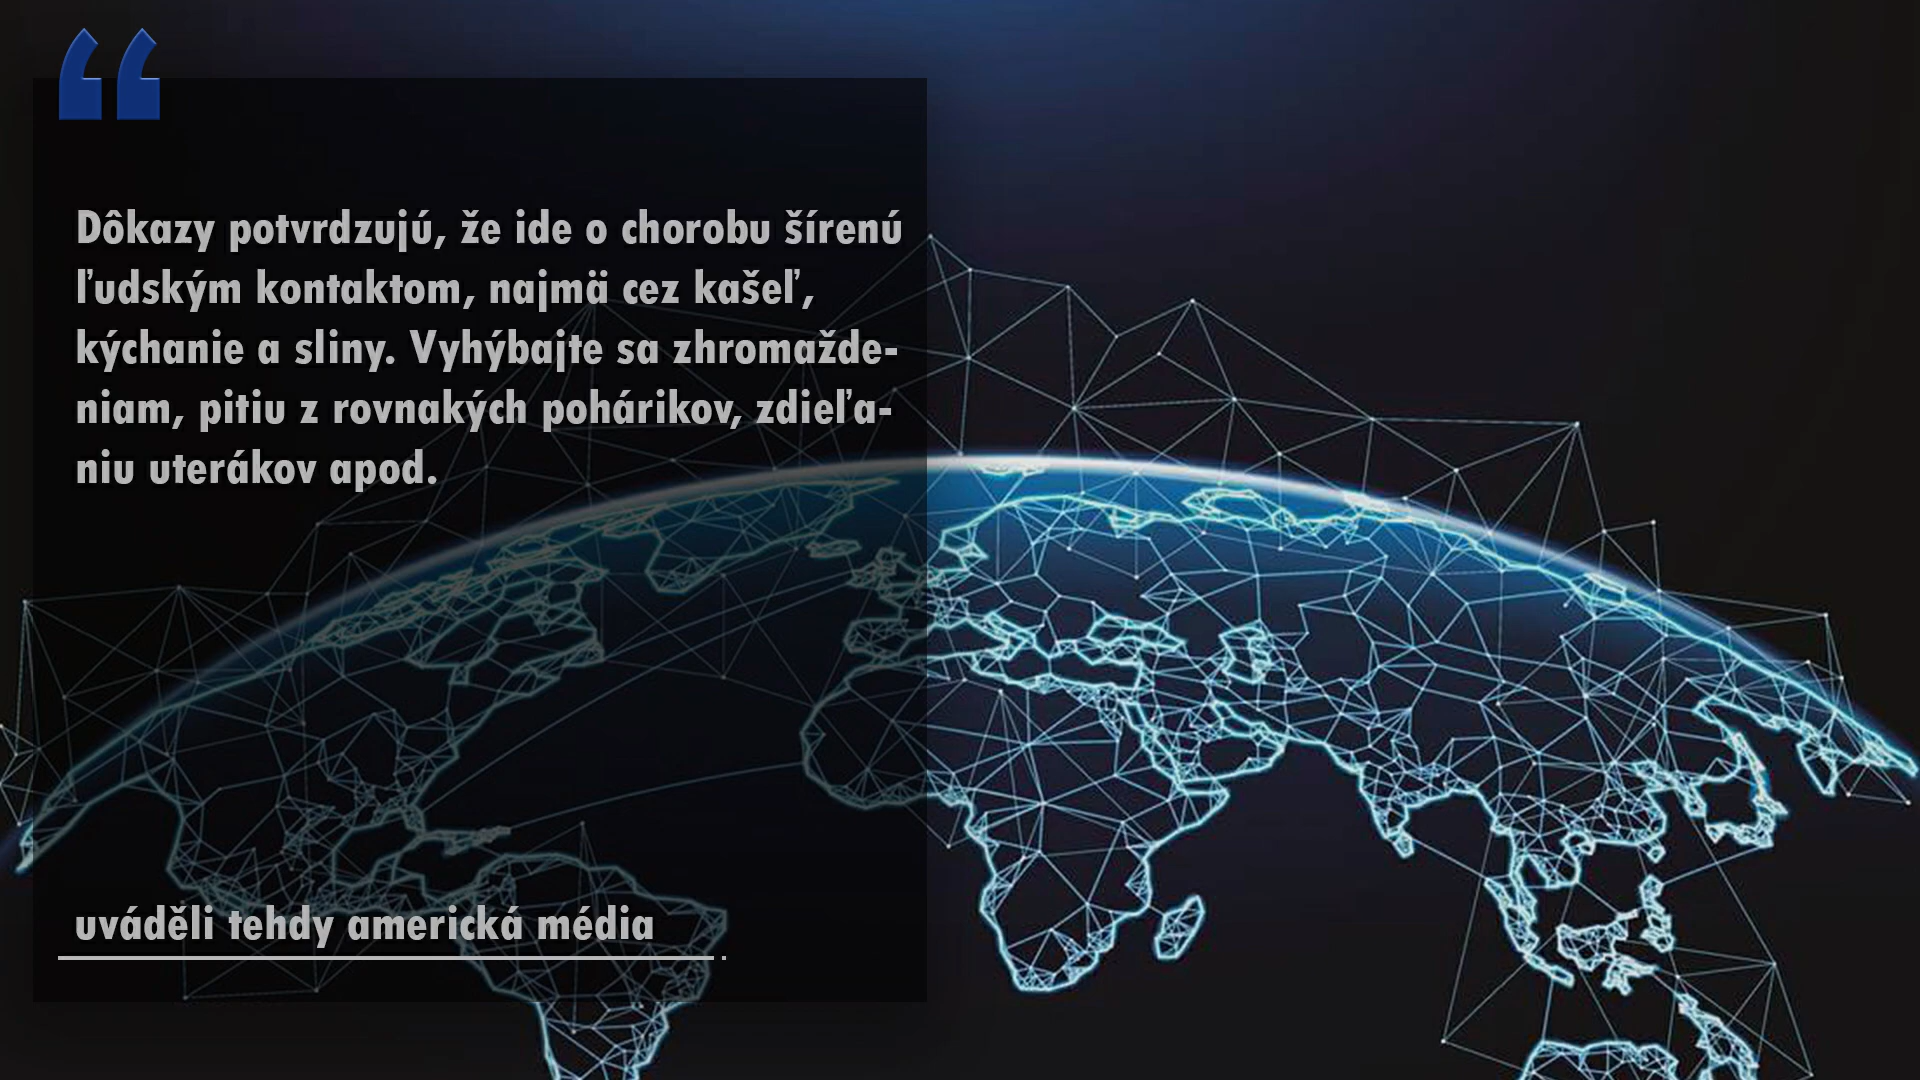 “
Dôkazy potvrdzujú, že ide o chorobu šírenú
ľudským kontaktom, najmä cez kašeľ,
kýchanie a sliny. Vyhýbajte sa zhromažde-
niam, pitiu z rovnakých pohárikov, zdieľa-
niu uterákov apod.
uváděli tehdy americká média